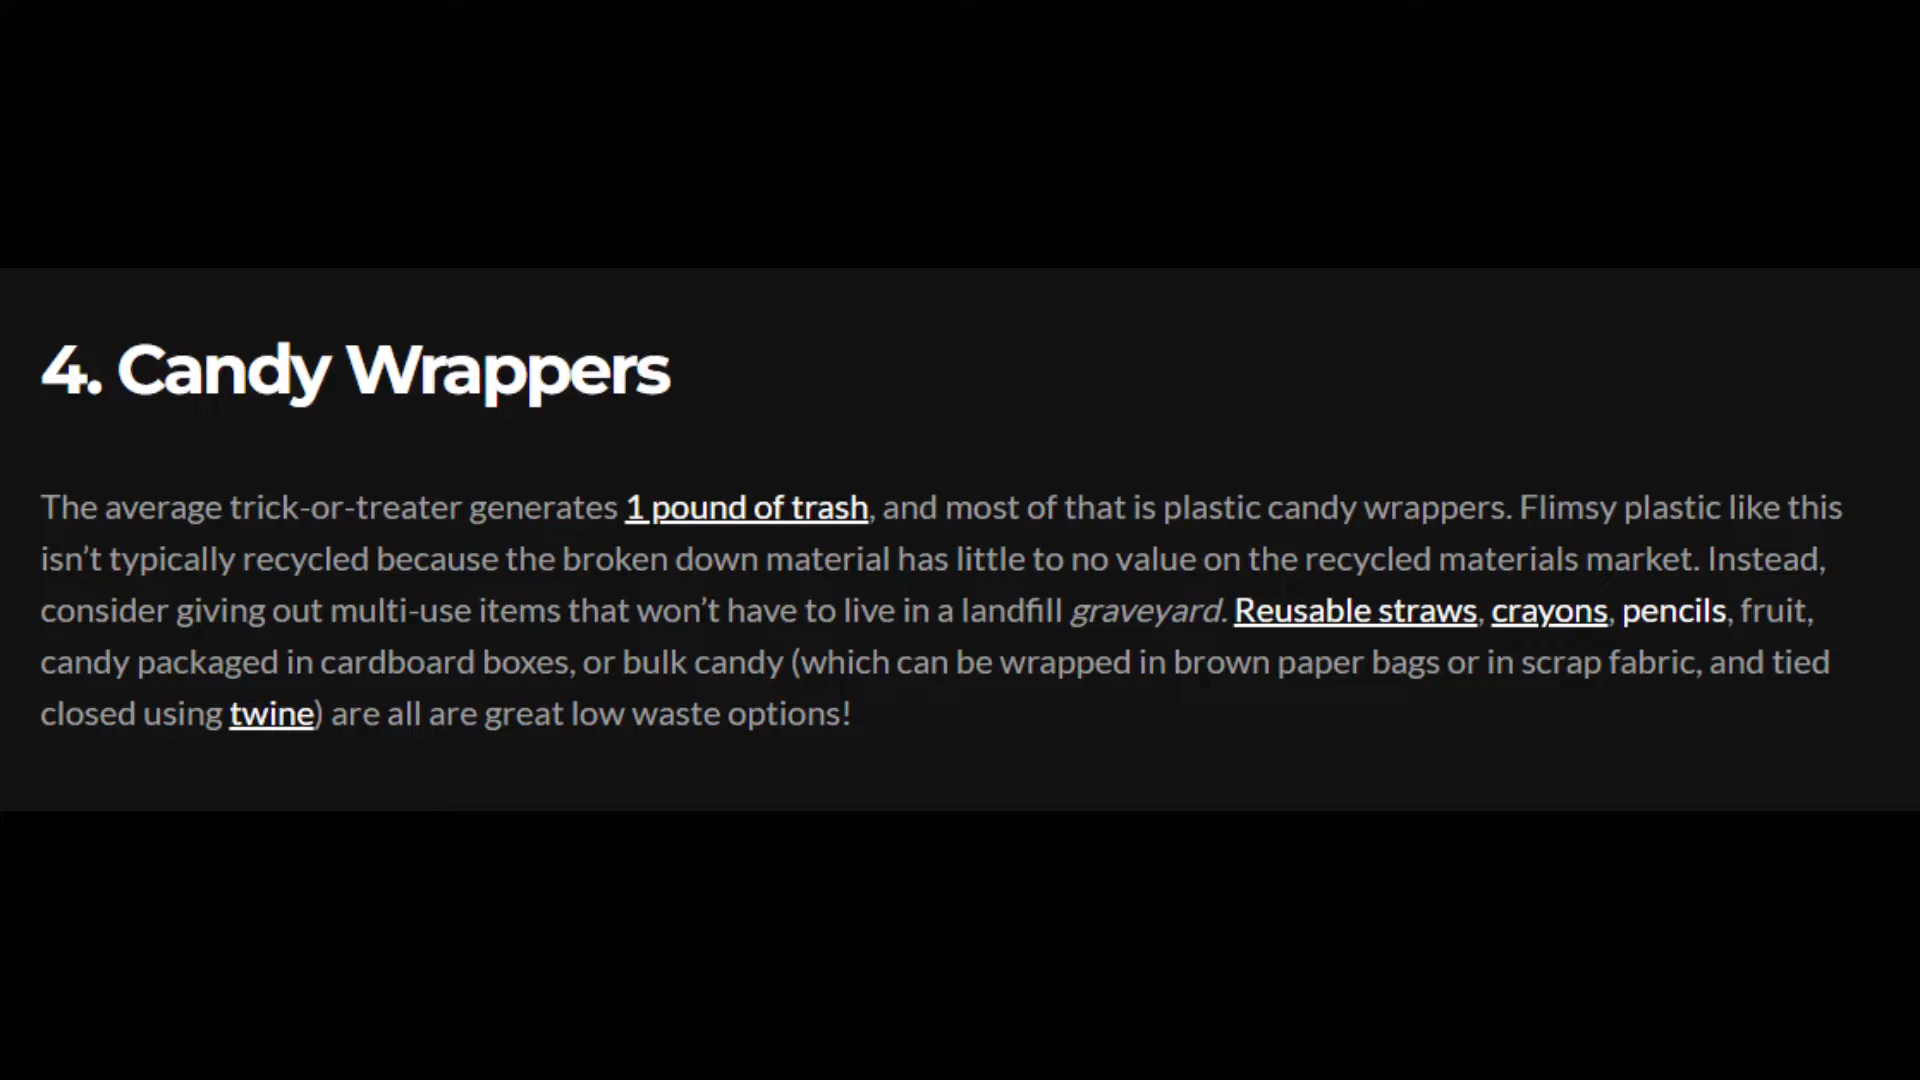 4. Candy Wrappers
The average trick-or-treater generates 1 pound of trash, and most of that is plastic candy wrappers. Flimsy plastic like this
isn’t typically recycled because the broken down material has little to no value on the recycled materials market. Instead,
consider giving out multi-use items that won’t have to live in a landfill graveyard. Reusable straws, crayons, pencils, fruit,
candy packaged in cardboard boxes, or bulk candy (which can be wrapped in brown paper bags or in scrap fabric, and tied
closed using twine) are all are great low waste options!